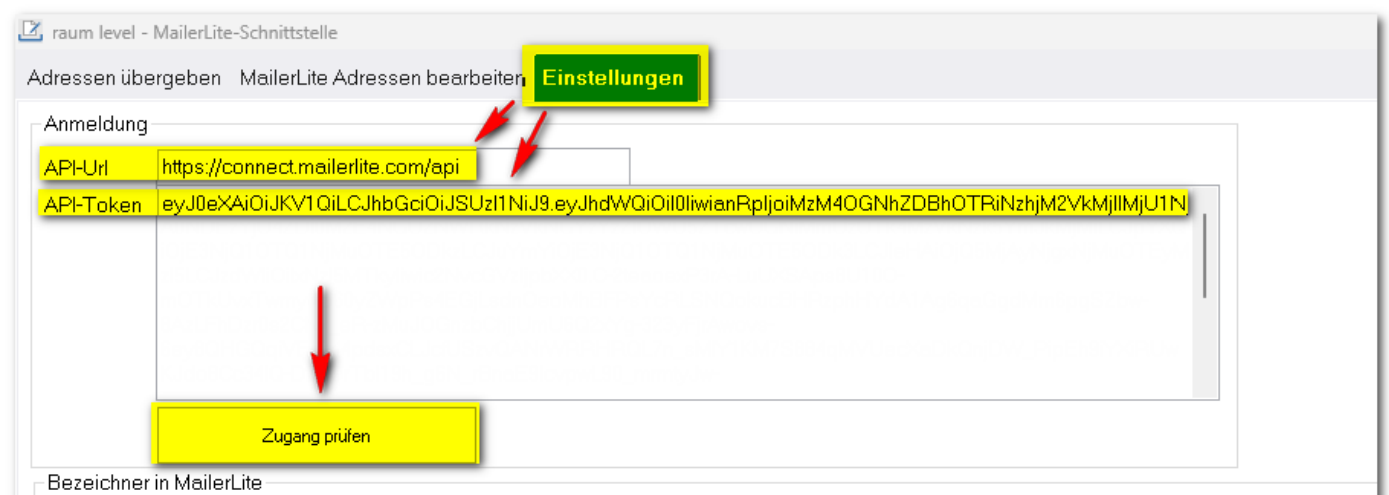 raum level - MailerLite-Schnittstelle
Adressen übergeben MailerLite Adressen bearbeiten Einstellungen
Anmeldung
API-Url https://connect.mailerlite.com/api
API-Token eyJ0eXAiOiJKV1QiLCJhbGciOiJSUzI1NiJ9.eyJhdWQiOiI0IiwianRpIjoiMzM4OGNhZDBhOTRiNzhjM2VkMjllMjU1N
Zugang prüfen
Bezeichner in MailerLite